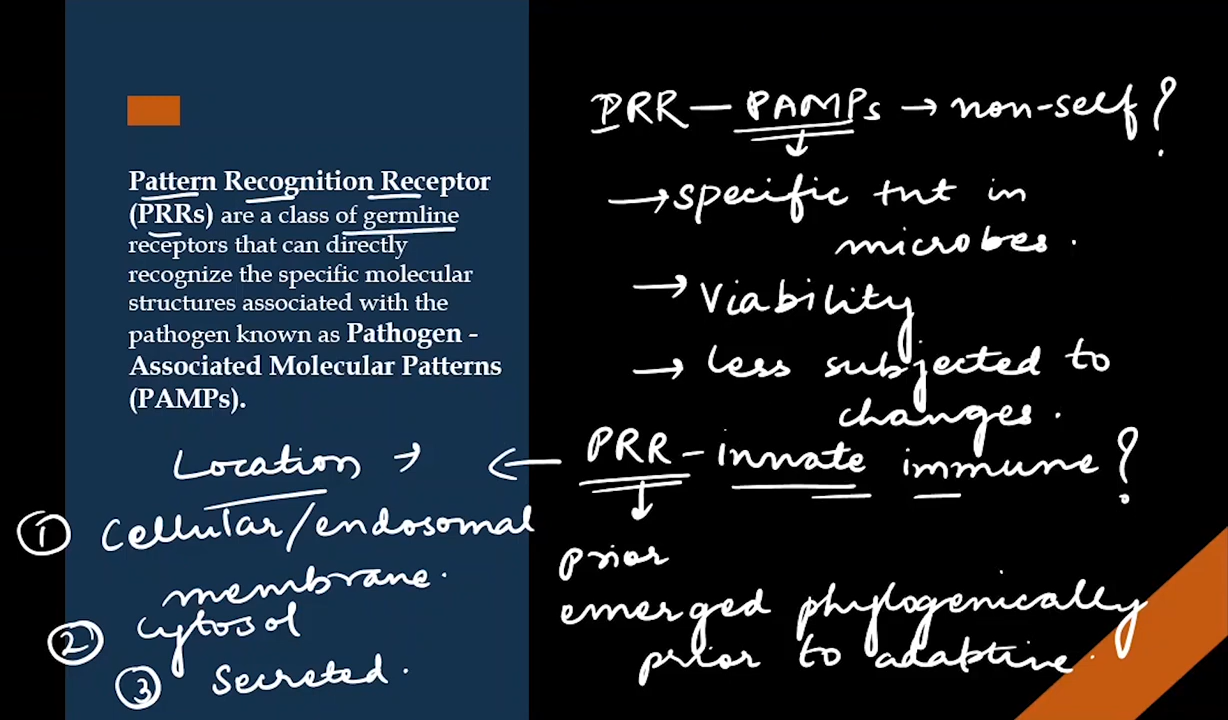 Pattern Recognition Receptor
(PRRs) are a class of germline
receptors that can directly
recognize the specific molecular
structures associated with the
pathogen known as Pathogen -
Associated Molecular Patterns
(PAMPs).
Location →
① Cellular/endosomal
membrane.
② cytosol
③ Secreted.
PRR — PAMPs → non-self?
→ specific tnt in
microbes.
→ Viability
→ less subjected to
changes.
← PRR - innate immune?
prior
emerged phylogenically
prior to adaptive.